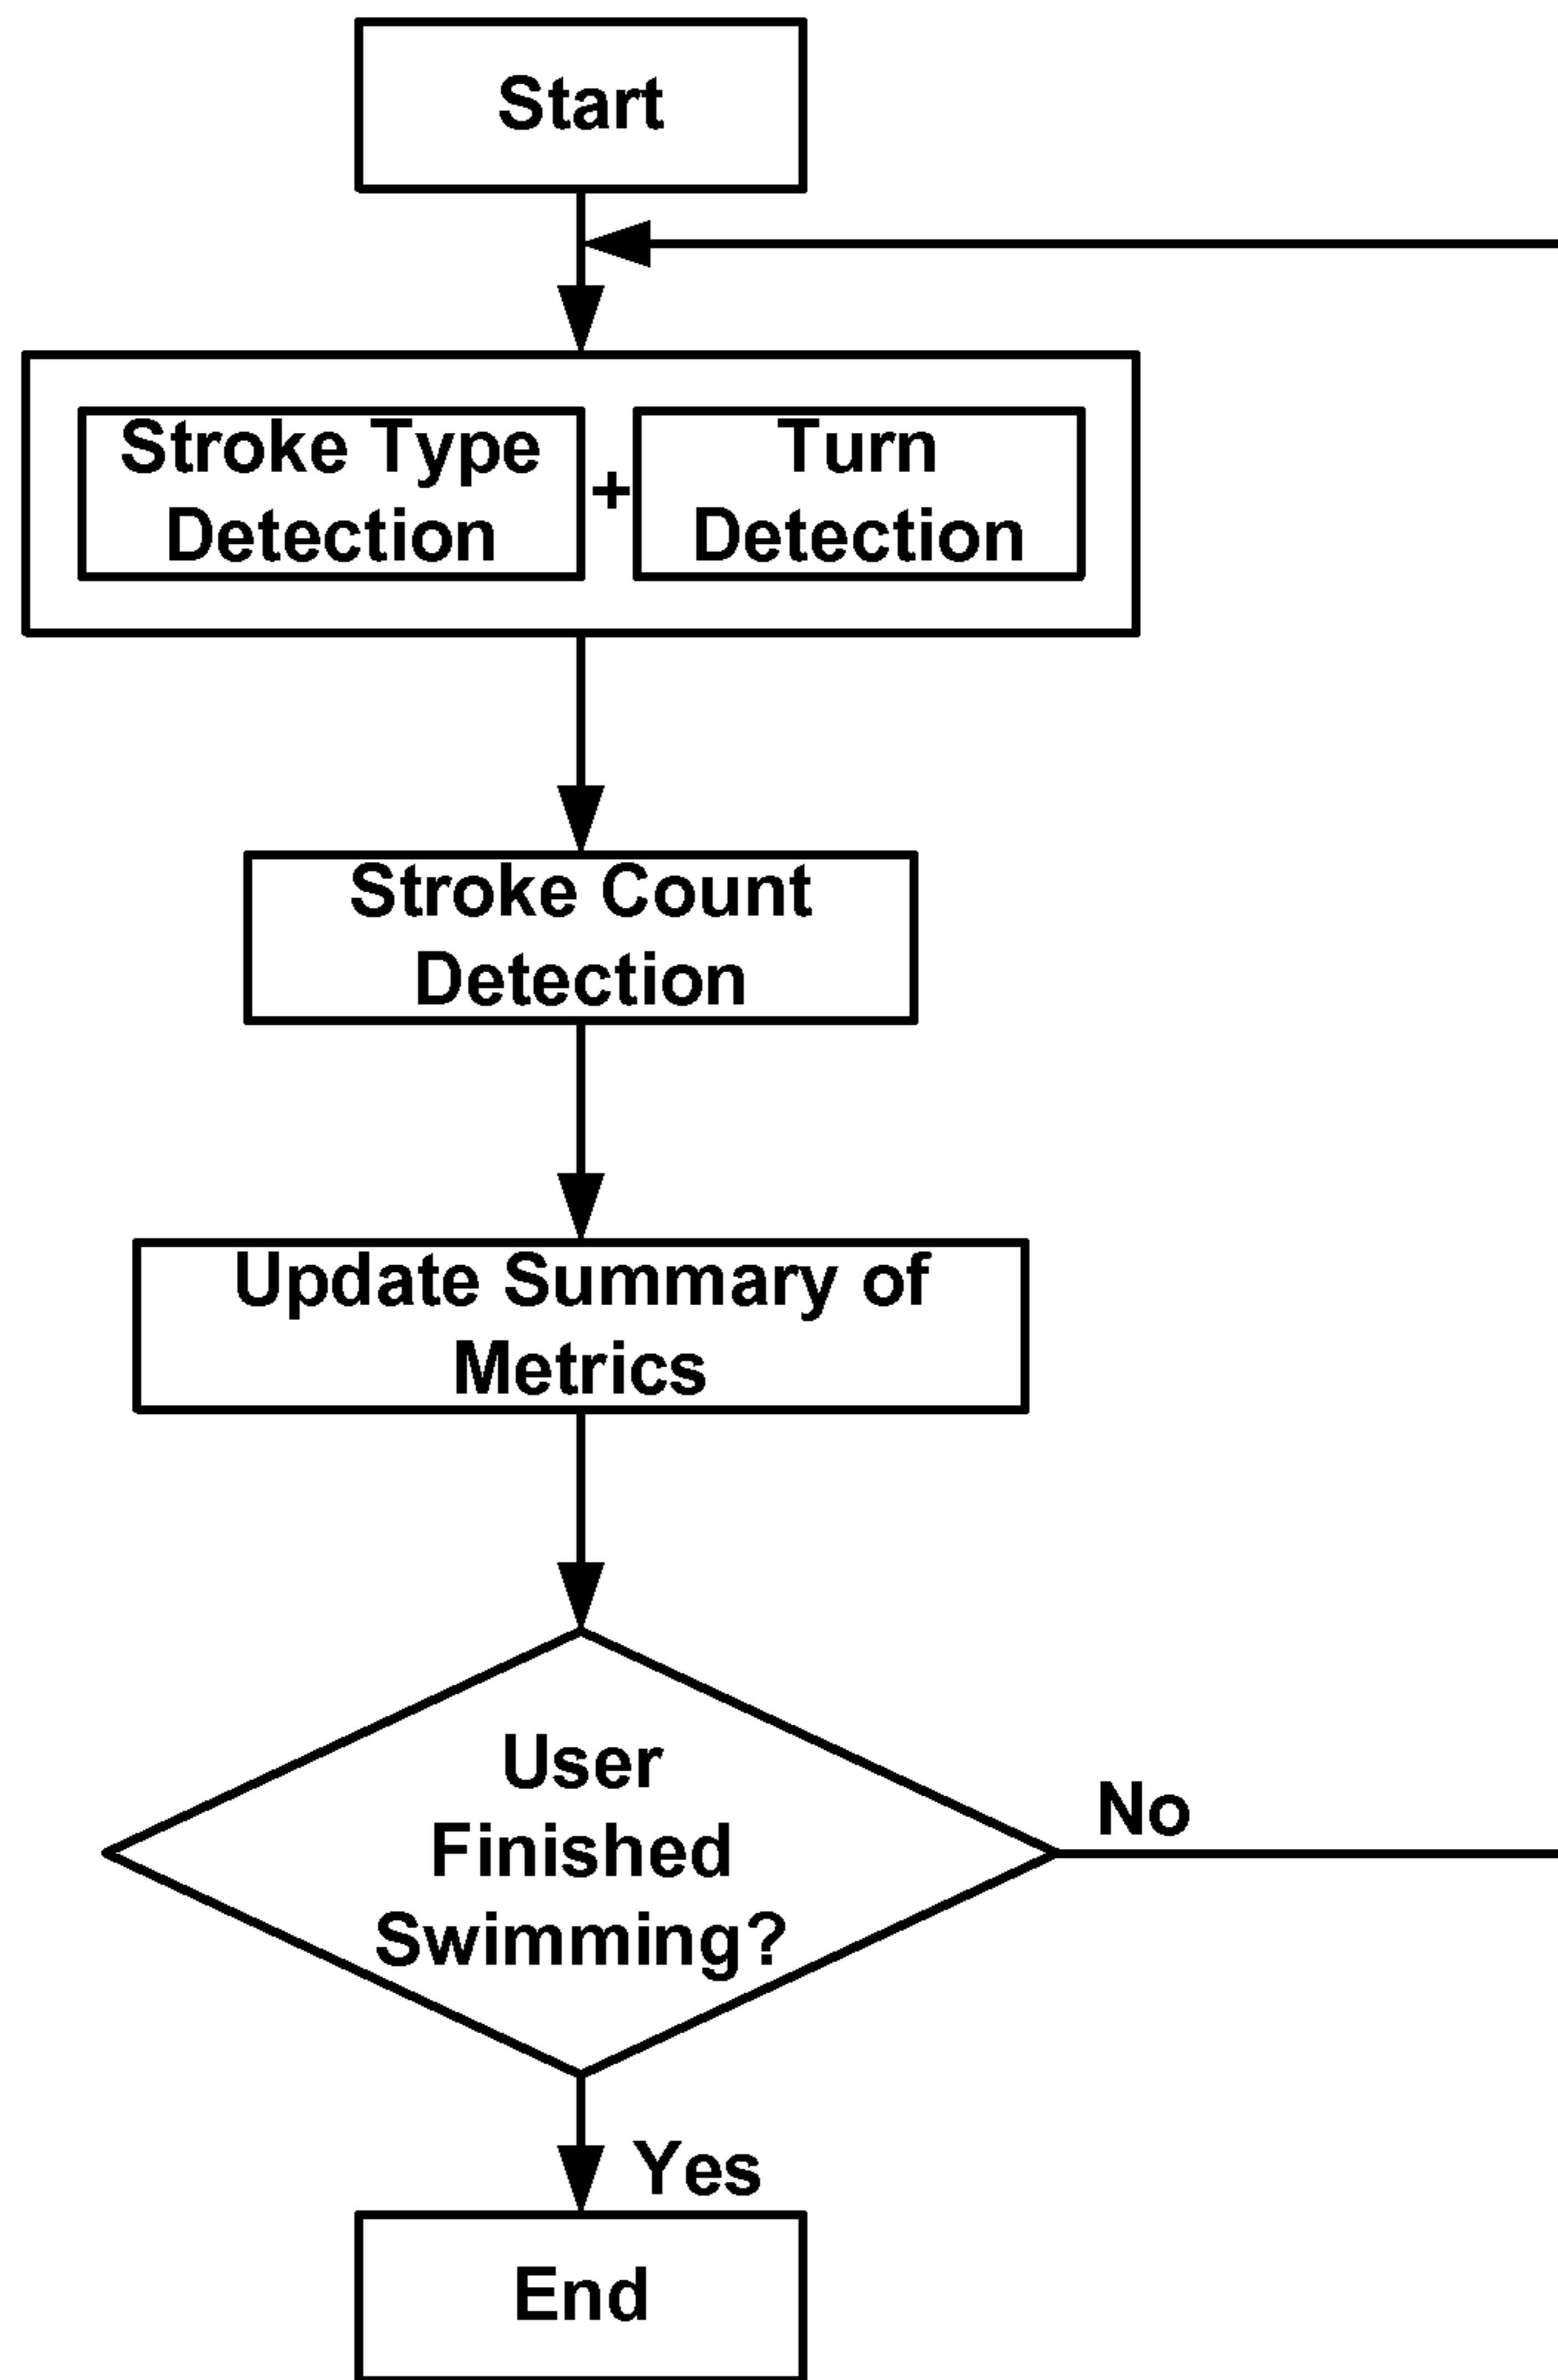 Start
Stroke Type
Detection
+
Turn
Detection
Stroke Count
Detection
Update Summary of
Metrics
User
Finished
Swimming?
No
Yes
End